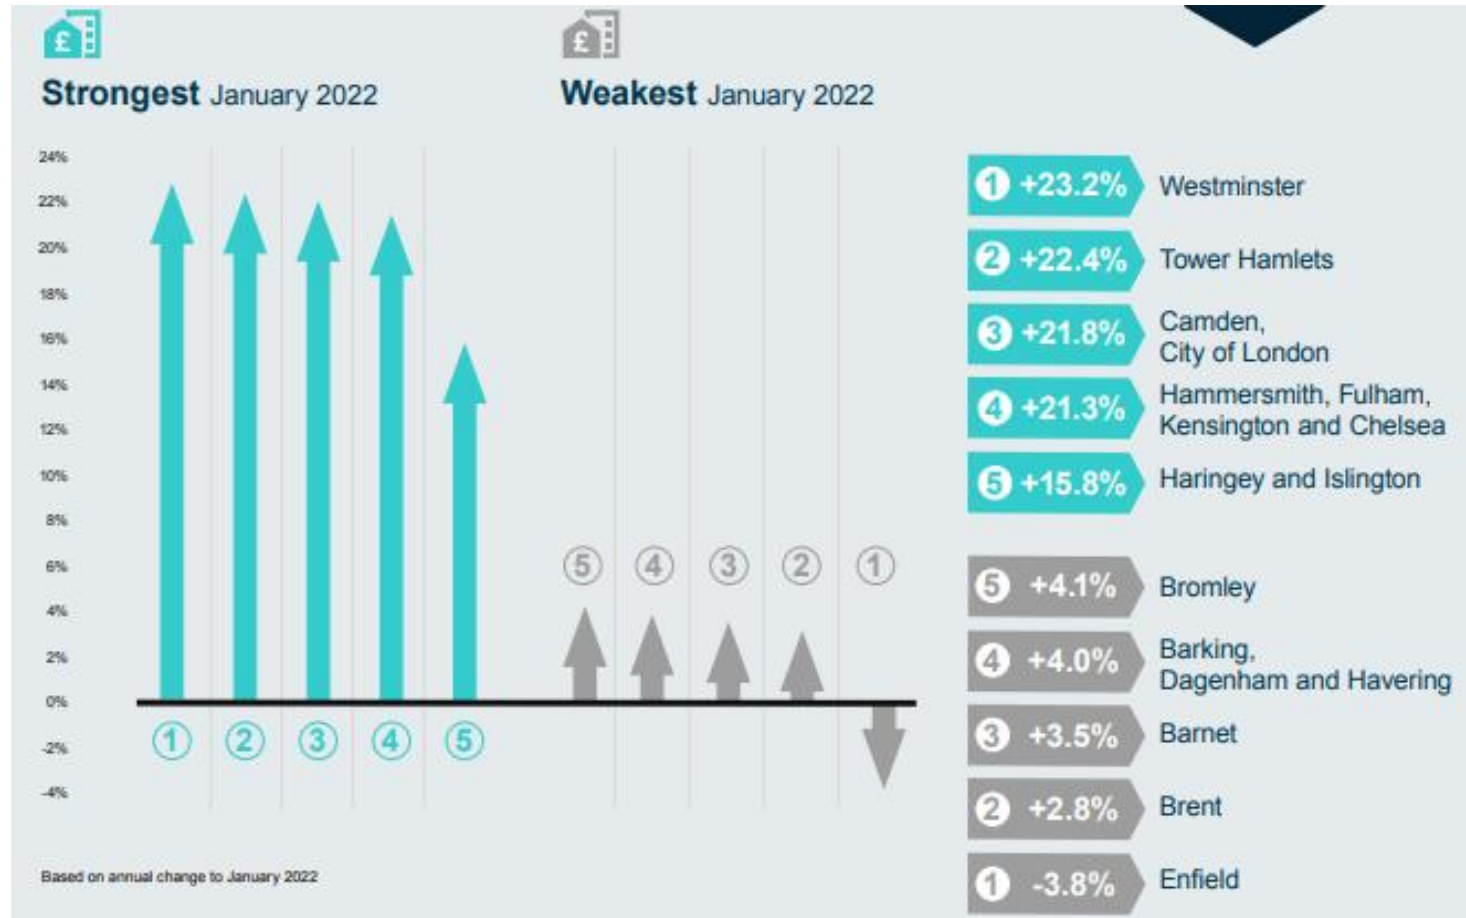 £
£
Strongest January 2022
Weakest January 2022
24%
22%
20%
18%
16%
14%
12%
10%
8%
6%
4%
2%
0%
-2%
-4%
1
2
3
4
5
5
4
3
2
1
1 +23.2% Westminster
2 +22.4% Tower Hamlets
3 +21.8% Camden,
City of London
4 +21.3% Hammersmith, Fulham,
Kensington and Chelsea
5 +15.8% Haringey and Islington
5 +4.1% Bromley
4 +4.0% Barking,
Dagenham and Havering
3 +3.5% Barnet
2 +2.8% Brent
1 -3.8% Enfield
Based on annual change to January 2022